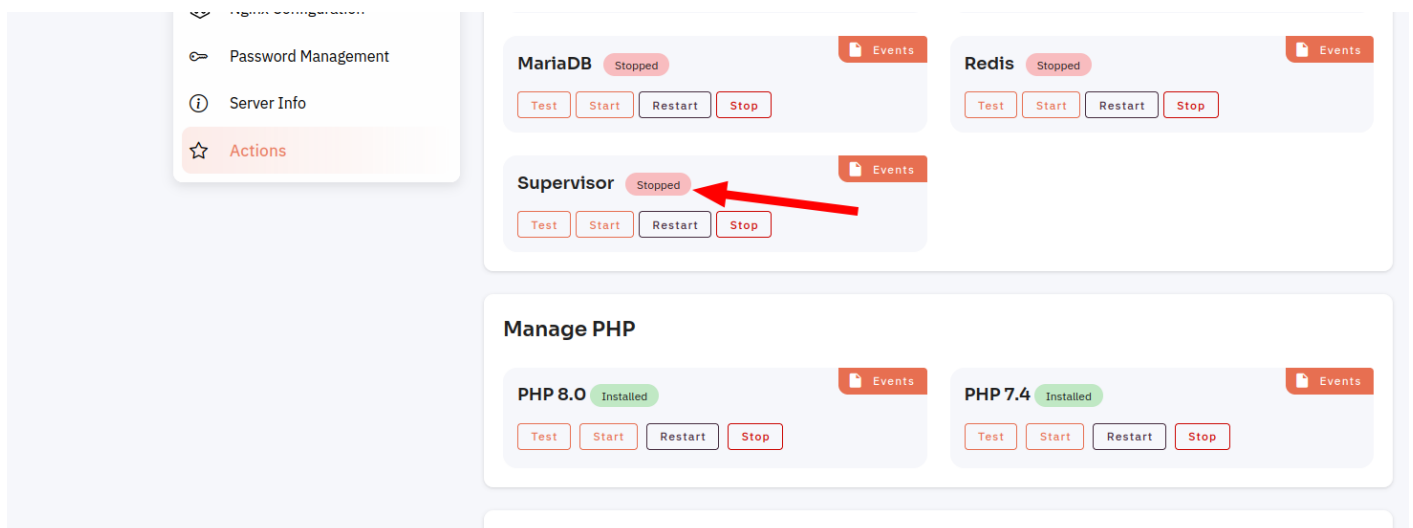 Nginx Configuration
Password Management
Server Info
Actions
MariaDB Stopped Events
Test Start Restart Stop
Redis Stopped Events
Test Start Restart Stop
Supervisor Stopped Events
Test Start Restart Stop
Manage PHP
PHP 8.0 Installed Events
Test Start Restart Stop
PHP 7.4 Installed Events
Test Start Restart Stop